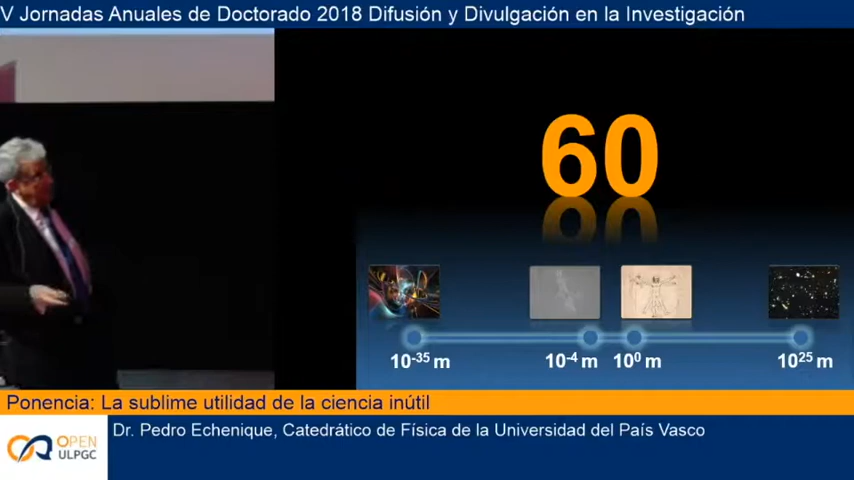 V Jornadas Anuales de Doctorado 2018 Difusión y Divulgación en la Investigación
60
10-35 m
10-4 m
100 m
1025 m
Ponencia: La sublime utilidad de la ciencia inútil
Dr. Pedro Echenique, Catedrático de Física de la Universidad del País Vasco
OPEN
ULPGC